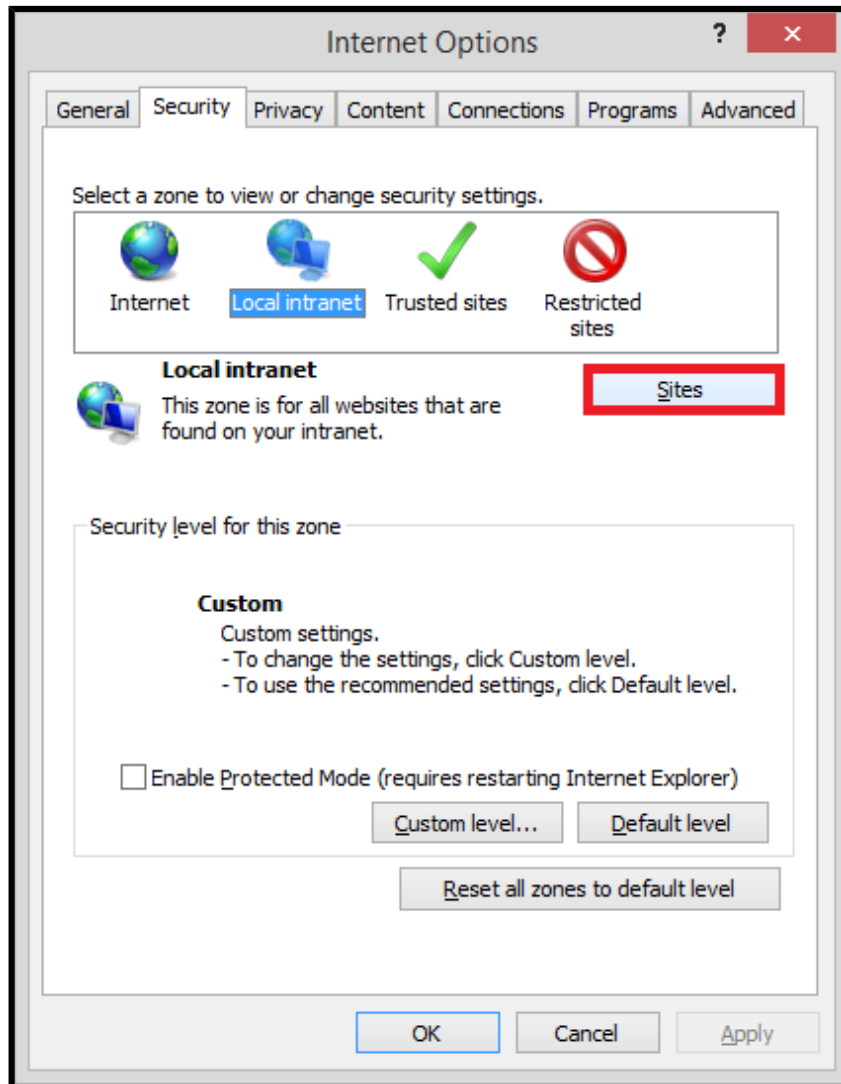 Internet Options
?
General Security Privacy Content Connections Programs Advanced
Select a zone to view or change security settings.
Internet Local intranet Trusted sites Restricted
sites
Local intranet
Sites
This zone is for all websites that are
found on your intranet.
Security level for this zone
Custom
Custom settings.
- To change the settings, click Custom level.
- To use the recommended settings, click Default level.
Enable Protected Mode (requires restarting Internet Explorer)
Custom level... Default level
Reset all zones to default level
OK Cancel Apply